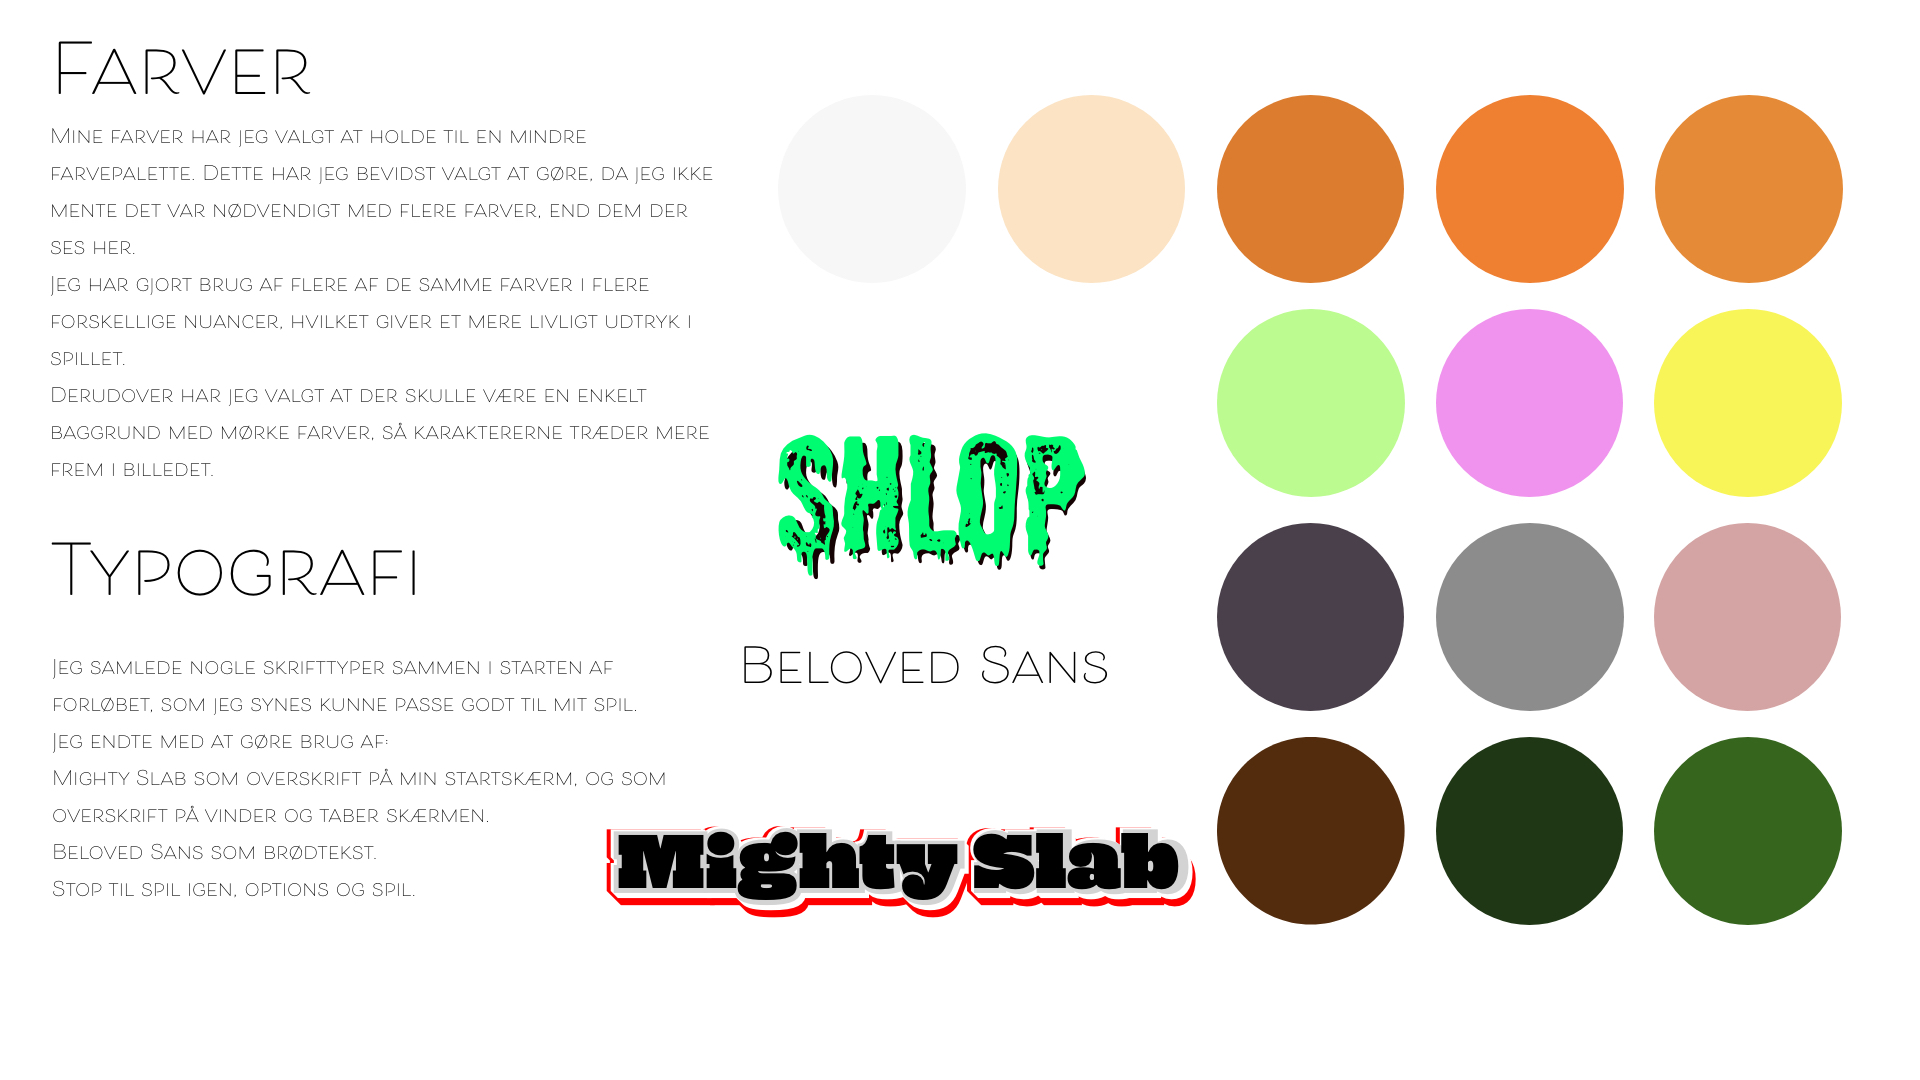 Farver
Mine farver har jeg valgt at holde til en mindre
farvepalette. Dette har jeg bevidst valgt at gøre, da jeg ikke
mente det var nødvendigt med flere farver, end dem der
ses her.
Jeg har gjort brug af flere af de samme farver i flere
forskellige nuancer, hvilket giver et mere livligt udtryk i
spillet.
Derudover har jeg valgt at der skulle være en enkelt
baggrund med mørke farver, så karaktererne træder mere
frem i billedet.
Typografi
Jeg samlede nogle skrifttyper sammen i starten af
forløbet, som jeg synes kunne passe godt til mit spil.
Jeg endte med at gøre brug af:
Mighty Slab som overskrift på min startskærm, og som
overskrift på vinder og taber skærmen.
Beloved Sans som brødtekst.
Stop til spil igen, options og spil.
SHLOP
Beloved Sans
Mighty Slab